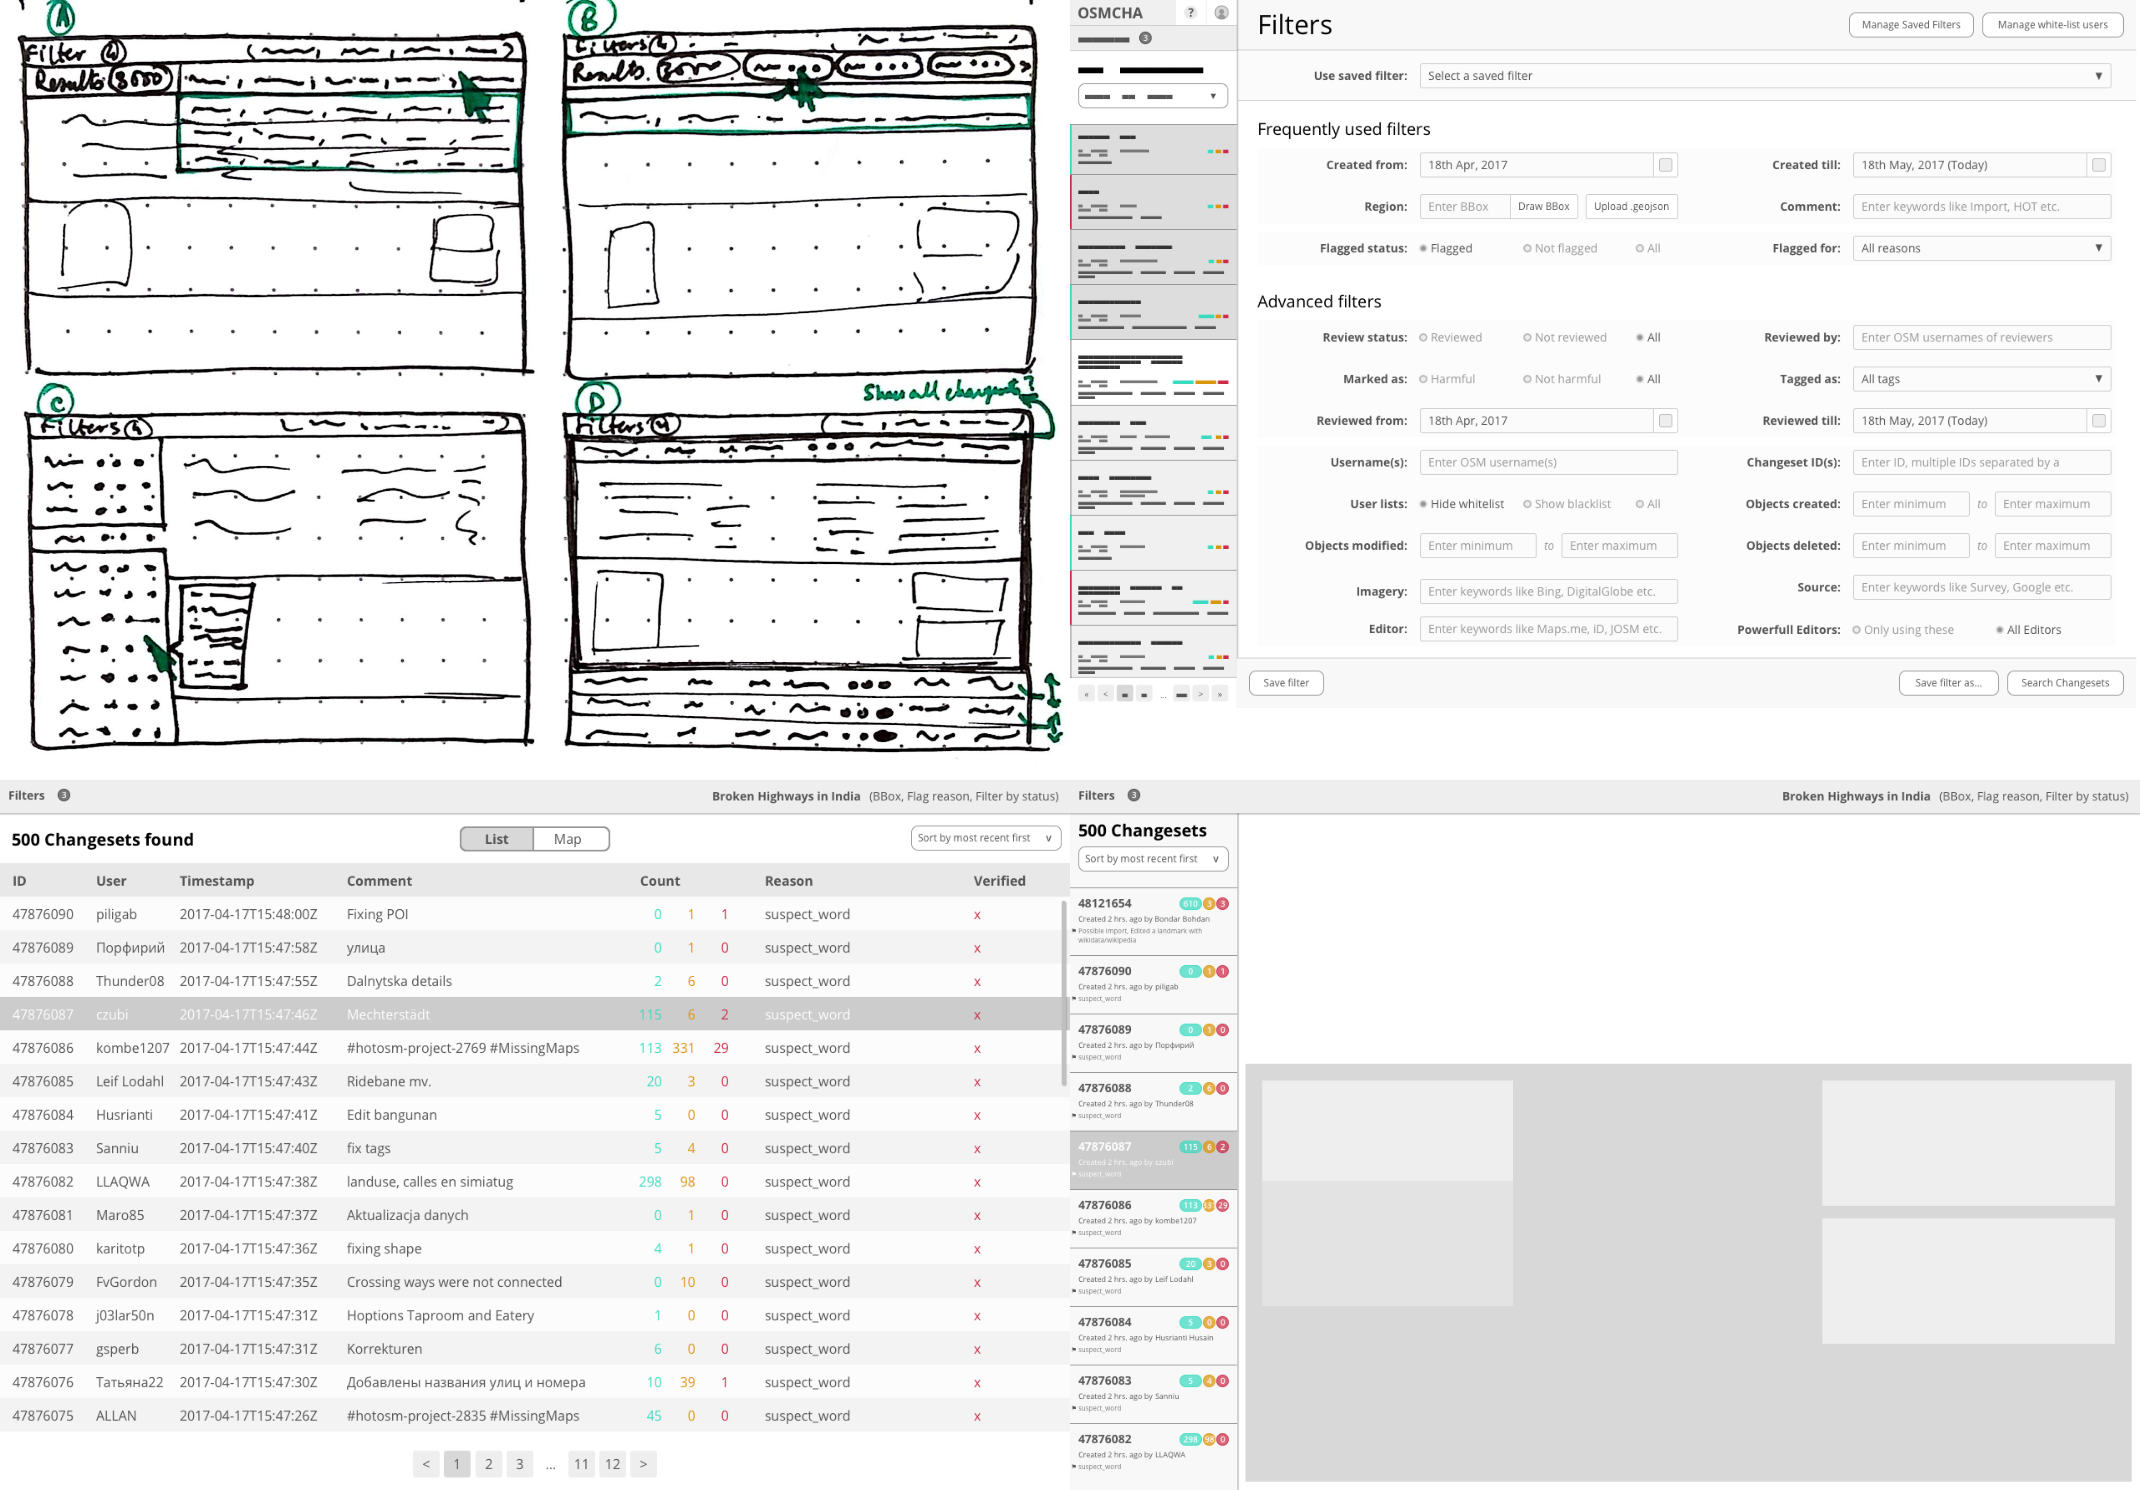 A
Filter 4
Results 3000
B
Filters 4
Results 3000
C
Filters 4
D
Show all changesets?
Filters 4
OSMCHA ?
3
Filters
Manage Saved Filters
Manage white-list users
Use saved filter: Select a saved filter ▼
Frequently used filters
Created from: 18th Apr, 2017 Created till: 18th May, 2017 (Today)
Region: Enter BBox Draw BBox Upload .geojson Comment: Enter keywords like Import, HOT etc.
Flagged status: Flagged Not flagged All Flagged for: All reasons ▼
Advanced filters
Review status: Reviewed Not reviewed All Reviewed by: Enter OSM usernames of reviewers
Marked as: Harmful Not harmful All Tagged as: All tags ▼
Reviewed from: 18th Apr, 2017 Reviewed till: 18th May, 2017 (Today)
Username(s): Enter OSM username(s) Changeset ID(s): Enter ID, multiple IDs separated by a
User lists: Hide whitelist Show blacklist All Objects created: Enter minimum to Enter maximum
Objects modified: Enter minimum to Enter maximum Objects deleted: Enter minimum to Enter maximum
Imagery: Enter keywords like Bing, DigitalGlobe etc. Source: Enter keywords like Survey, Google etc.
Editor: Enter keywords like Maps.me, iD, JOSM etc. Powerfull Editors: Only using these All Editors
Save filter Save filter as... Search Changesets
« < ... > »
Filters 3 Broken Highways in India (BBox, Flag reason, Filter by status)
500 Changesets found List Map Sort by most recent first v
ID User Timestamp Comment Count Reason Verified
47876090 piligab 2017-04-17T15:48:00Z Fixing POI 0 1 1 suspect_word x
47876089 Порфирий 2017-04-17T15:47:58Z улица 0 1 0 suspect_word x
47876088 Thunder08 2017-04-17T15:47:55Z Dalnytska details 2 6 0 suspect_word x
47876087 czubi 2017-04-17T15:47:46Z Mechterstädt 115 6 2 suspect_word x
47876086 kombe1207 2017-04-17T15:47:44Z #hotosm-project-2769 #MissingMaps 113 331 29 suspect_word x
47876085 Leif Lodahl 2017-04-17T15:47:43Z Ridebane mv. 20 3 0 suspect_word x
47876084 Husrianti 2017-04-17T15:47:41Z Edit bangunan 5 0 0 suspect_word x
47876083 Sanniu 2017-04-17T15:47:40Z fix tags 5 4 0 suspect_word x
47876082 LLAQWA 2017-04-17T15:47:38Z landuse, calles en simiatug 298 98 0 suspect_word x
47876081 Maro85 2017-04-17T15:47:37Z Aktualizacja danych 0 1 0 suspect_word x
47876080 karitotp 2017-04-17T15:47:36Z fixing shape 4 1 0 suspect_word x
47876079 FvGordon 2017-04-17T15:47:35Z Crossing ways were not connected 0 10 0 suspect_word x
47876078 j03lar50n 2017-04-17T15:47:31Z Hoptions Taproom and Eatery 1 0 0 suspect_word x
47876077 gsperb 2017-04-17T15:47:31Z Korrekturen 6 0 0 suspect_word x
47876076 Татьяна22 2017-04-17T15:47:30Z Добавлены названия улиц и номера 10 39 1 suspect_word x
47876075 ALLAN 2017-04-17T15:47:26Z #hotosm-project-2835 #MissingMaps 45 0 0 suspect_word x
< 1 2 3 ... 11 12 >
Filters 3 Broken Highways in India (BBox, Flag reason, Filter by status)
500 Changesets
Sort by most recent first v
48121654 610 3 3
Created 2 hrs. ago by Bondar Bohdan
Possible import, Edited a landmark with
wikidata/wikipedia
47876090 0 1 1
Created 2 hrs. ago by piligab
suspect_word
47876089 0 1 0
Created 2 hrs. ago by Порфирий
suspect_word
47876088 2 6 0
Created 2 hrs. ago by Thunder08
suspect_word
47876087 115 6 2
Created 2 hrs. ago by czubi
suspect_word
47876086 113 331 29
Created 2 hrs. ago by kombe1207
suspect_word
47876085 20 3 0
Created 2 hrs. ago by Leif Lodahl
suspect_word
47876084 5 0 0
Created 2 hrs. ago by Husrianti Husain
suspect_word
47876083 5 4 0
Created 2 hrs. ago by Sanniu
suspect_word
47876082 298 98 0
Created 2 hrs. ago by LLAQWA
suspect_word